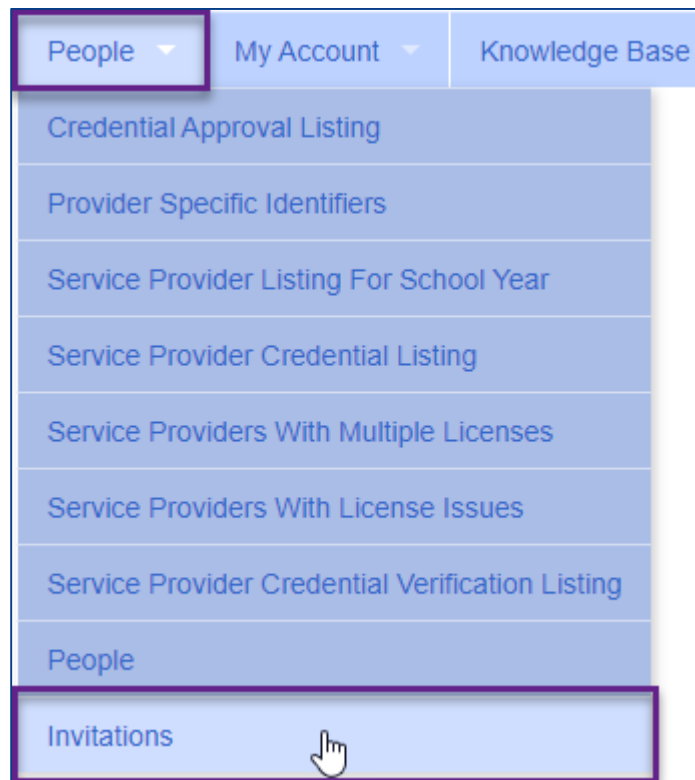 People My Account Knowledge Base
Credential Approval Listing
Provider Specific Identifiers
Service Provider Listing For School Year
Service Provider Credential Listing
Service Providers With Multiple Licenses
Service Providers With License Issues
Service Provider Credential Verification Listing
People
Invitations